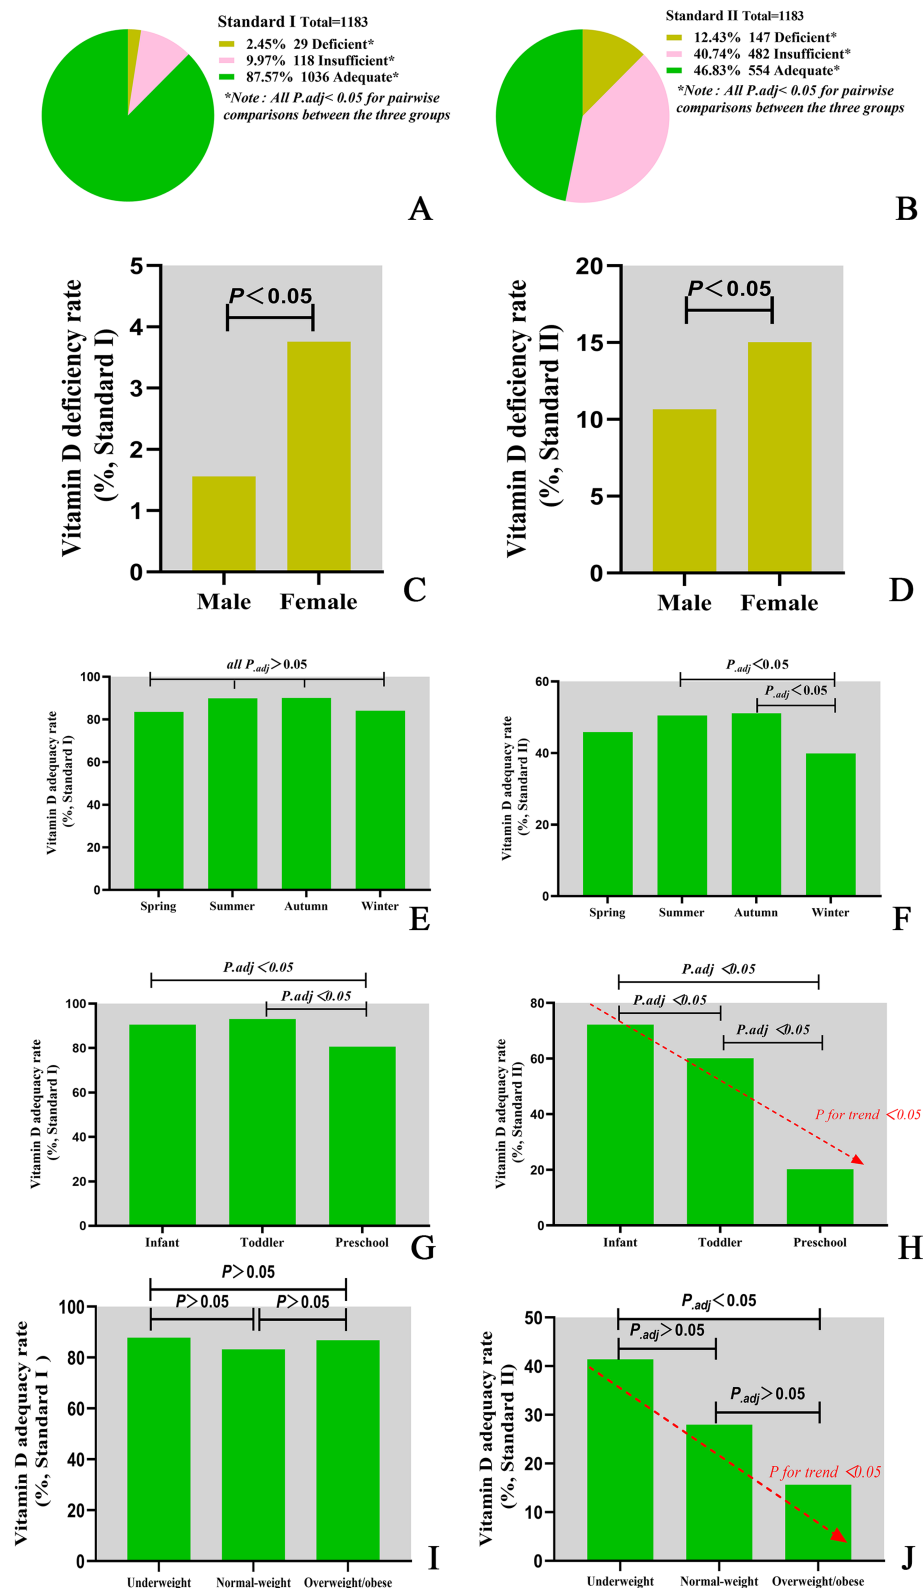 Standard I Total=1183
2.45% 29 Deficient*
9.97% 118 Insufficient*
87.57% 1036 Adequate*
*Note : All P.adj< 0.05 for pairwise
comparisons between the three groups
A
Standard II Total=1183
12.43% 147 Deficient*
40.74% 482 Insufficient*
46.83% 554 Adequate*
*Note : All P.adj< 0.05 for pairwise
comparisons between the three groups
B
Vitamin D deficiency rate
(%, Standard I)
5
4
3
2
1
0
P<0.05
Male Female
C
Vitamin D deficiency rate
(%, Standard II)
20
15
10
5
0
P<0.05
Male Female
D
Vitamin D adequacy rate
(%, Standard I)
100
80
60
40
20
0
all P.adj>0.05
Spring Summer Autumn Winter
E
Vitamin D adequacy rate
(%, Standard II)
60
40
20
0
P.adj<0.05
P.adj<0.05
Spring Summer Autumn Winter
F
Vitamin D adequacy rate
(%, Standard I)
100
80
60
40
20
0
P.adj<0.05
P.adj<0.05
Infant Toddler Preschool
G
Vitamin D adequacy rate
(%, Standard II)
80
60
40
20
0
P.adj<0.05
P.adj<0.05
P.adj<0.05
P for trend <0.05
Infant Toddler Preschool
H
Vitamin D adequacy rate
(%, Standard I )
100
80
60
40
20
0
P>0.05
P>0.05 P>0.05
Underweight Normal-weight Overweight/obese
I
Vitamin D adequacy rate
(%, Standard II)
50
40
30
20
10
0
P.adj<0.05
P.adj>0.05
P.adj>0.05
P for trend <0.05
Underweight Normal-weight Overweight/obese
J